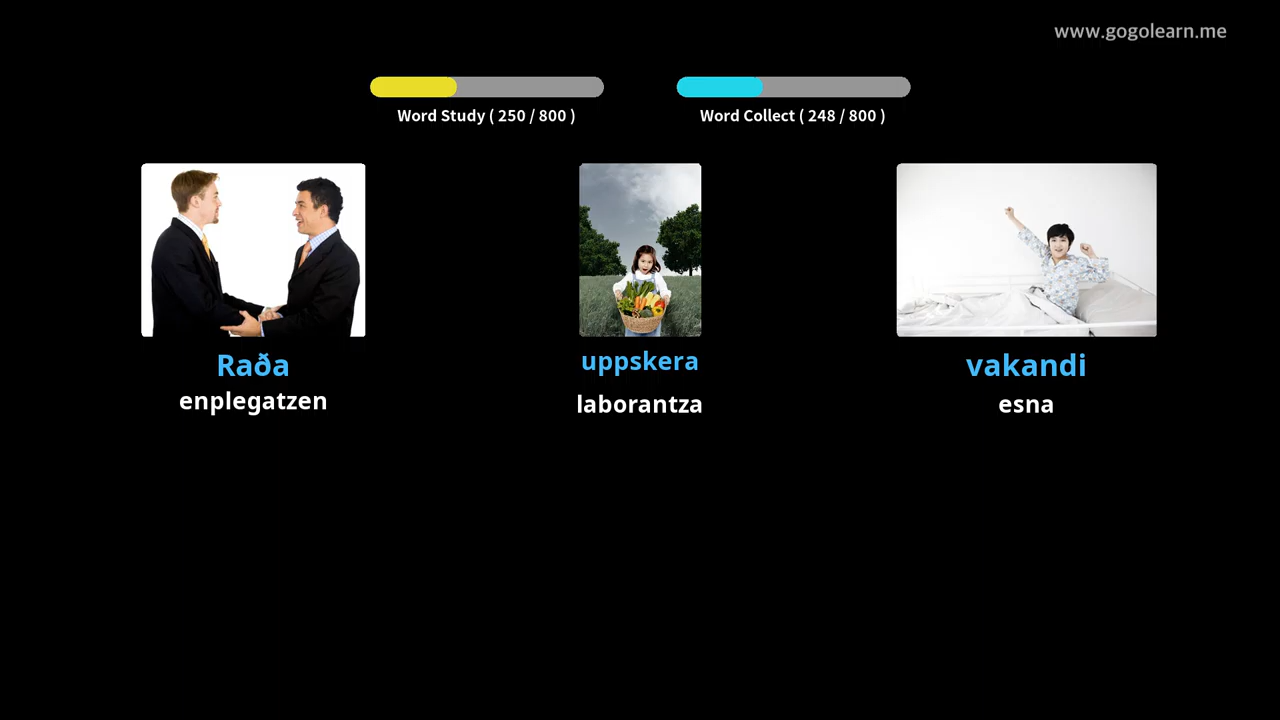 www.gogolearn.me
Word Study ( 250 / 800 )
Word Collect ( 248 / 800 )
Raða
enplegatzen
uppskera
laborantza
vakandi
esna